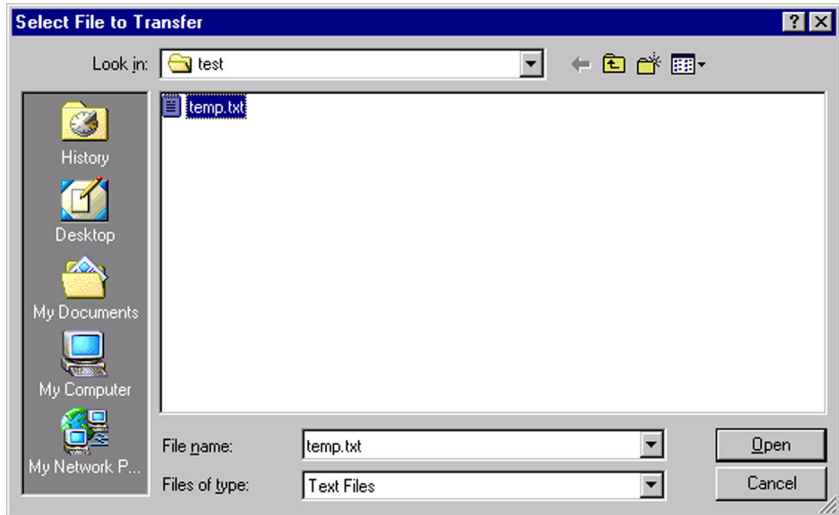 Select File to Transfer
Look in: test
temp.txt
History
Desktop
My Documents
My Computer
My Network P...
File name: temp.txt Open
Files of type: Text Files Cancel